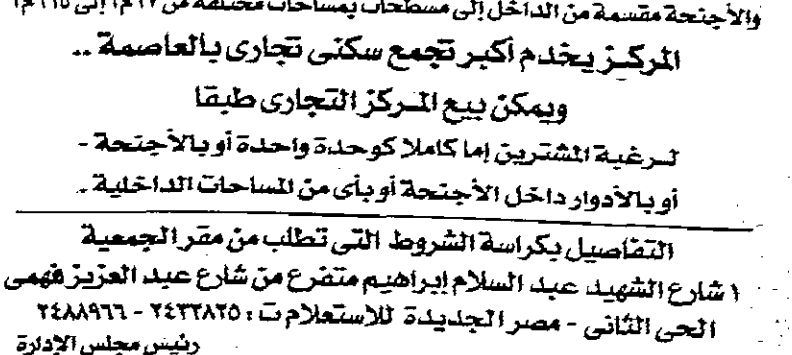 والأجنحة مقسمة من الداخل إلى مسطحات بمساحات مختلفة من
المركز يخدم أكبر تجمع سكنى تجارى بالعاصمة ..
ويمكن بيع المركز التجارى طبقا
لرغبة المشترين إما كاملا كوحدة واحدة أو بالأجنحة -
أو بالأدوار داخل الأجنحة أو بأى من المساحات الداخلية .
التفاصيل بكراسة الشروط التى تطلب من مقر الجمعية
١ شارع الشهيد عبد السلام إبراهيم متفرع من شارع عبد العزيز فهمى
الحى الثانى - مصر الجديدة للاستعلام ت : ٢٤٣٣٨٢٥ - ٢٤٨٨٩٦٦
رئيس مجلس الإدارة